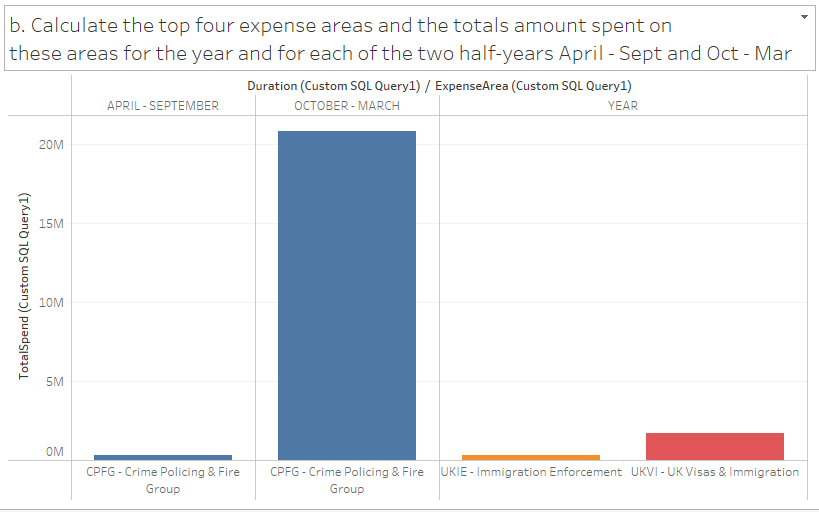 b. Calculate the top four expense areas and the totals amount spent on
these areas for the year and for each of the two half-years April - Sept and Oct - Mar
Duration (Custom SQL Query1) / ExpenseArea (Custom SQL Query1)
APRIL - SEPTEMBER
OCTOBER - MARCH
YEAR
TotalSpend (Custom SQL Query1)
20M
15M
10M
5M
0M
CPFG - Crime Policing & Fire
Group
CPFG - Crime Policing & Fire
Group
UKIE - Immigration Enforcement
UKVI - UK Visas & Immigration